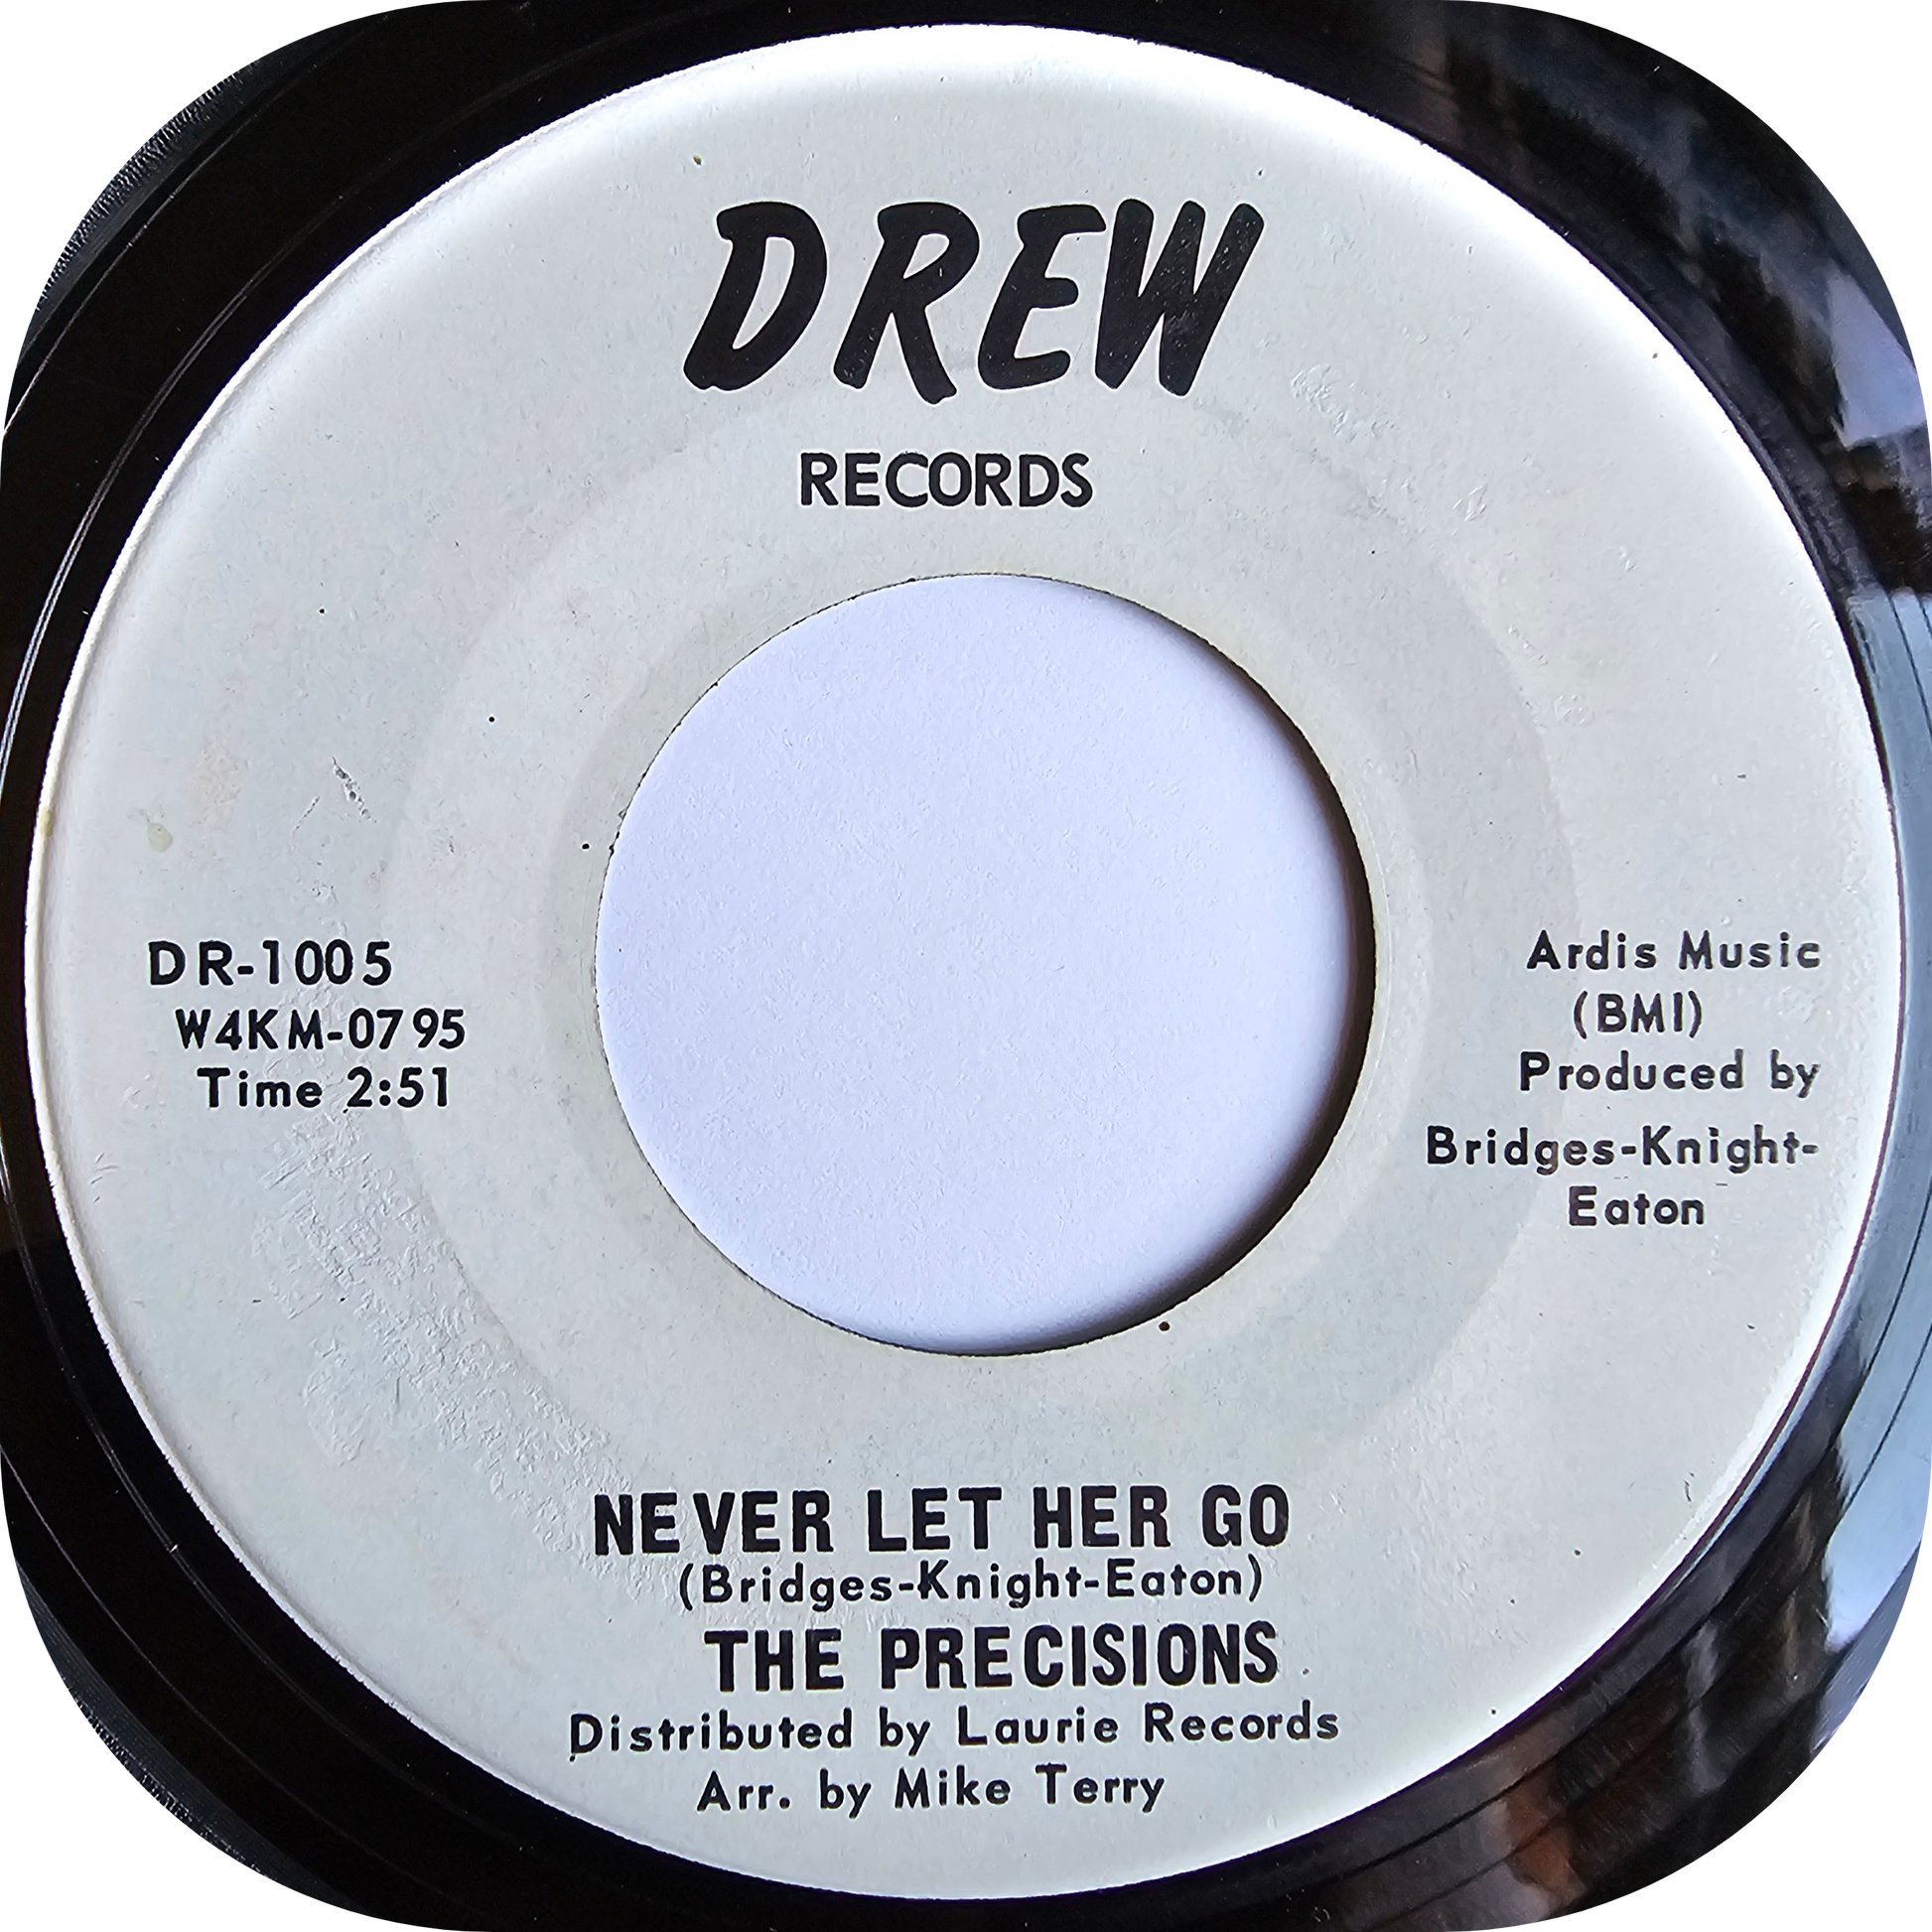 DREW
RECORDS
DR-1005
W4KM-0795
Time 2:51
Ardis Music
(BMI)
Produced by
Bridges-Knight-
Eaton
NEVER LET HER GO
(Bridges-Knight-Eaton)
THE PRECISIONS
Distributed by Laurie Records
Arr. by Mike Terry